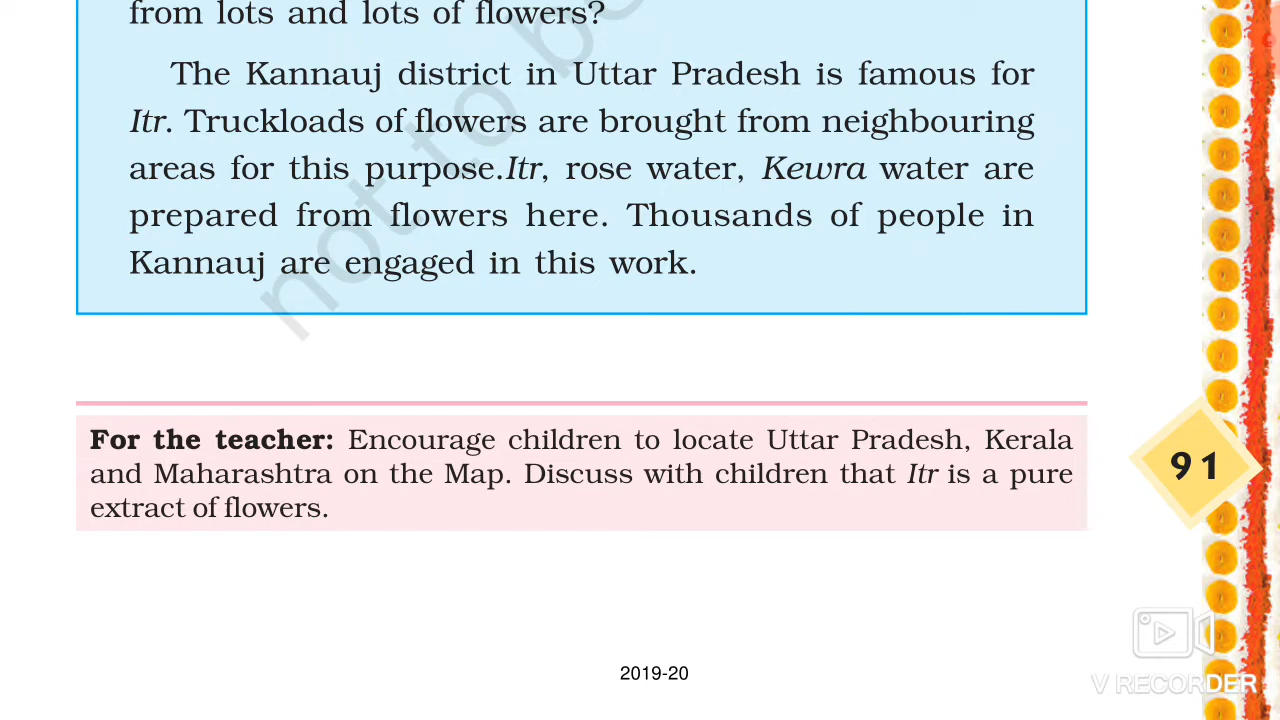 from lots and lots of flowers?
The Kannauj district in Uttar Pradesh is famous for
Itr. Truckloads of flowers are brought from neighbouring
areas for this purpose.Itr, rose water, Kewra water are
prepared from flowers here. Thousands of people in
Kannauj are engaged in this work.
not to be
For the teacher: Encourage children to locate Uttar Pradesh, Kerala
and Maharashtra on the Map. Discuss with children that Itr is a pure
extract of flowers.
91
2019-20
V RECORDER